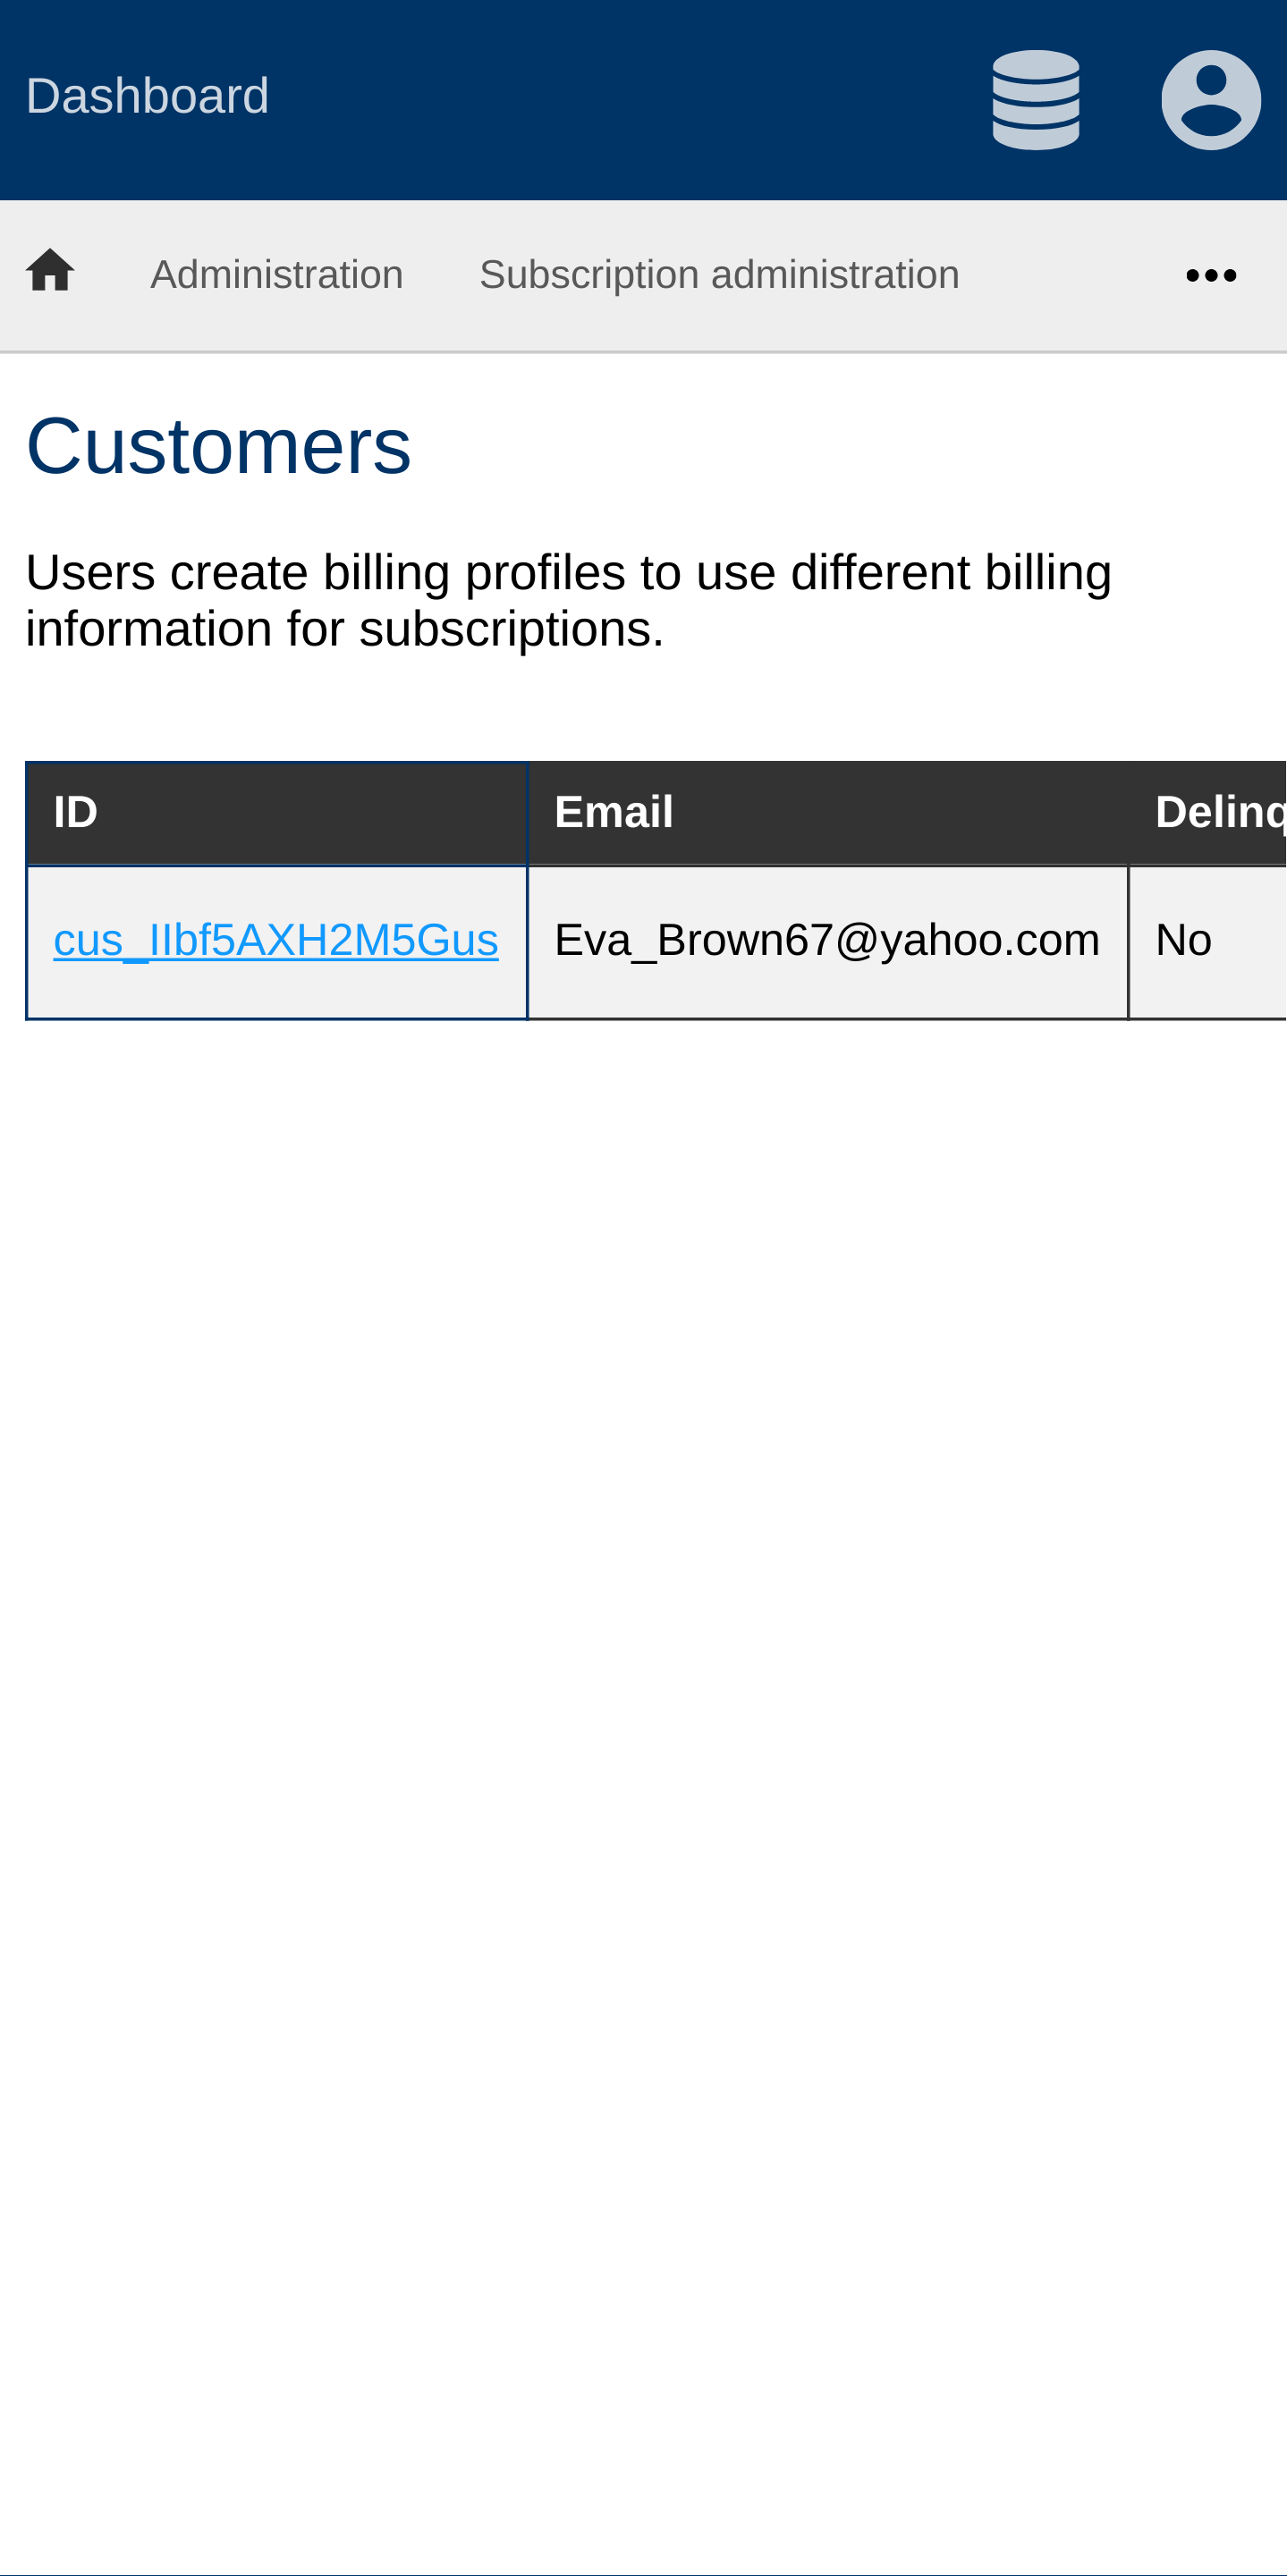 Dashboard
Administration Subscription administration
Customers
Users create billing profiles to use different billing
information for subscriptions.
ID Email Delinq
cus_IIbf5AXH2M5Gus Eva_Brown67@yahoo.com No